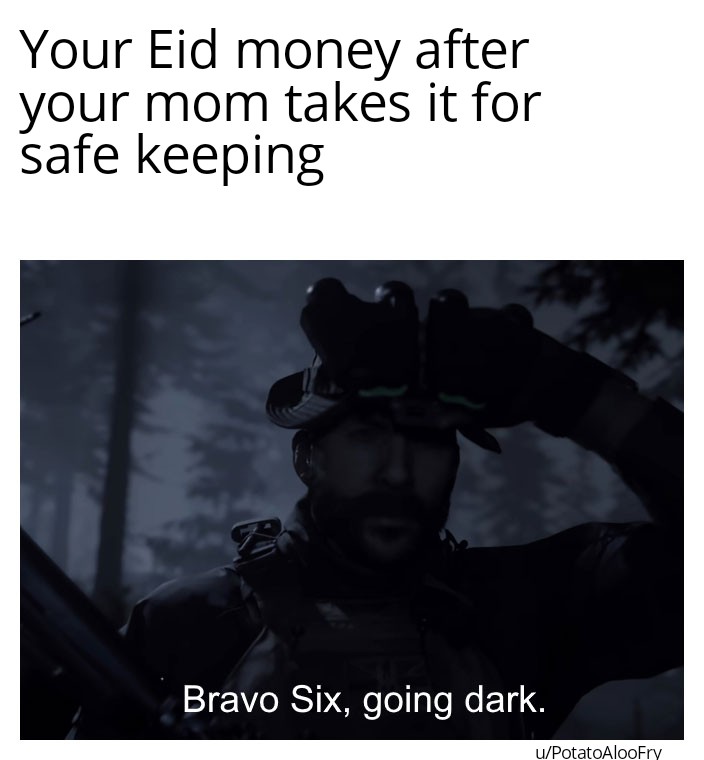 Your Eid money after
your mom takes it for
safe keeping
Bravo Six, going dark.
u/PotatoAlooFry